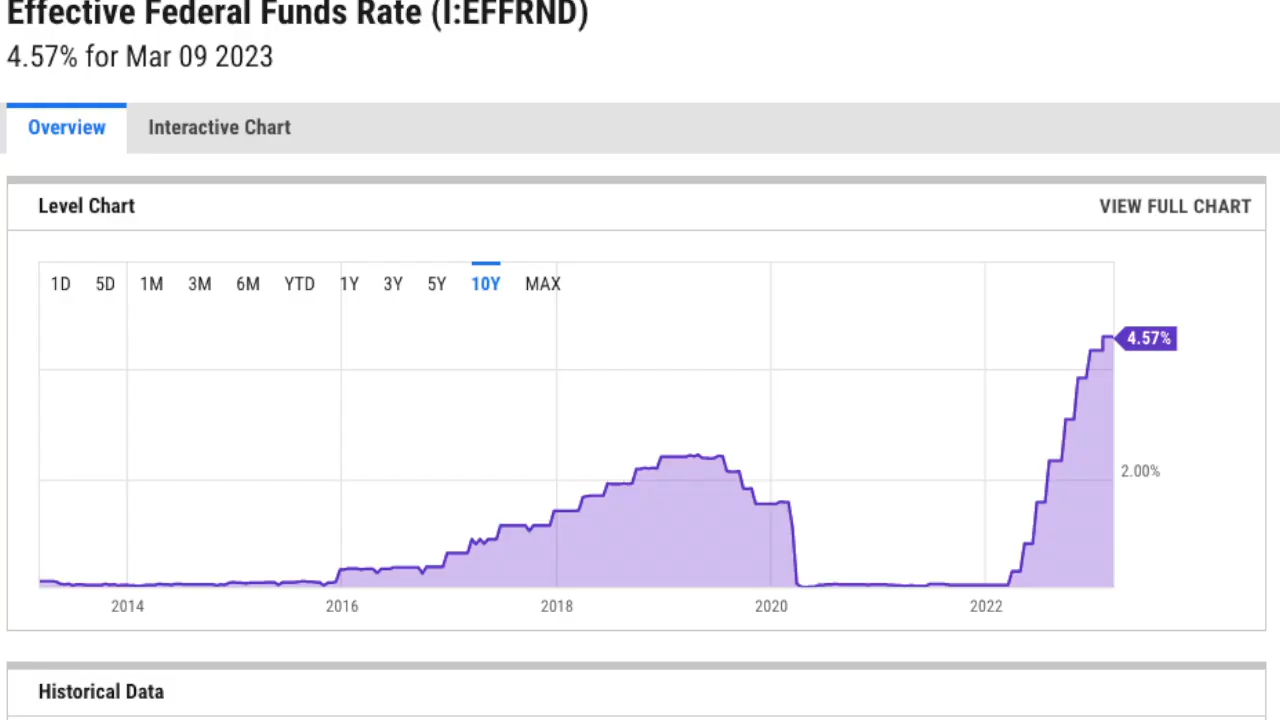 Effective Federal Funds Rate (I:EFFRND)
4.57% for Mar 09 2023
Overview Interactive Chart
Level Chart VIEW FULL CHART
1D 5D 1M 3M 6M YTD 1Y 3Y 5Y 10Y MAX
4.57%
2.00%
2014 2016 2018 2020 2022
Historical Data